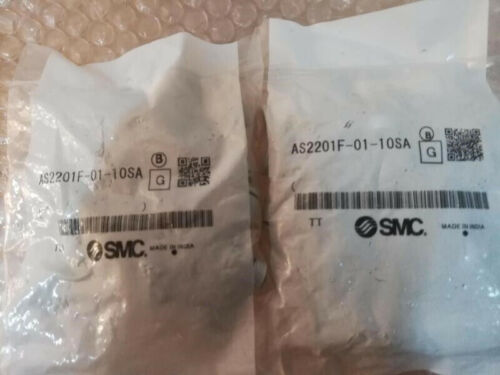 B
AS2201F-01-10SA
G
SMC.
MADE IN INDIA
B
AS2201F-01-10SA
G
TT
SMC.
MADE IN INDIA